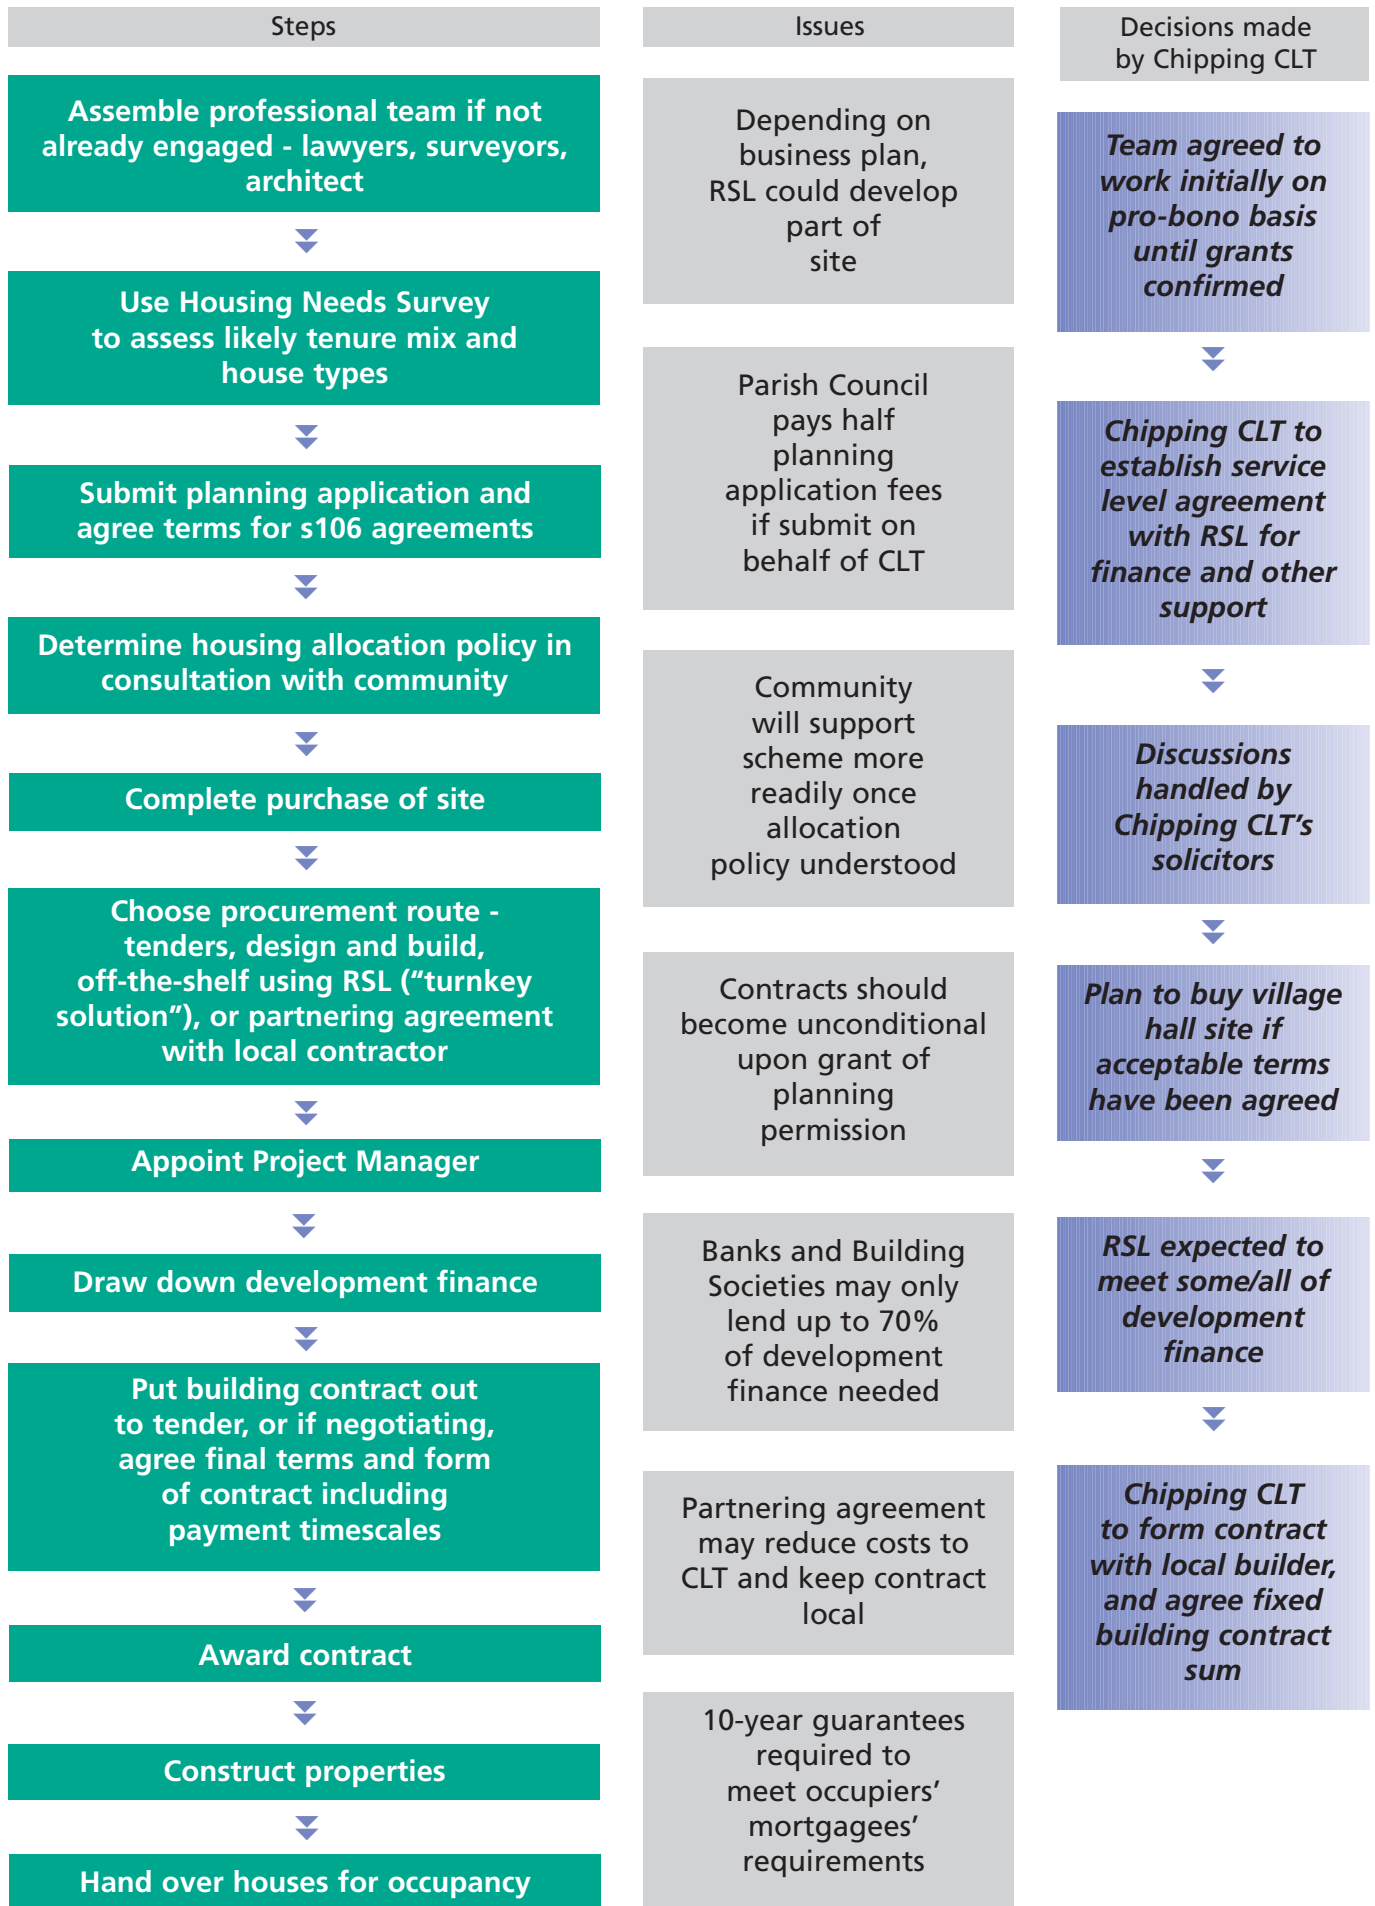 Steps
Assemble professional team if not
already engaged - lawyers, surveyors,
architect
Use Housing Needs Survey
to assess likely tenure mix and
house types
Submit planning application and
agree terms for s106 agreements
Determine housing allocation policy in
consultation with community
Complete purchase of site
Choose procurement route -
tenders, design and build,
off-the-shelf using RSL (“turnkey
solution”), or partnering agreement
with local contractor
Appoint Project Manager
Draw down development finance
Put building contract out
to tender, or if negotiating,
agree final terms and form
of contract including
payment timescales
Award contract
Construct properties
Hand over houses for occupancy
Issues
Depending on
business plan,
RSL could develop
part of
site
Parish Council
pays half
planning
application fees
if submit on
behalf of CLT
Community
will support
scheme more
readily once
allocation
policy understood
Contracts should
become unconditional
upon grant of
planning
permission
Banks and Building
Societies may only
lend up to 70%
of development
finance needed
Partnering agreement
may reduce costs to
CLT and keep contract
local
10-year guarantees
required to
meet occupiers’
mortgagees’
requirements
Decisions made
by Chipping CLT
Team agreed to
work initially on
pro-bono basis
until grants
confirmed
Chipping CLT to
establish service
level agreement
with RSL for
finance and other
support
Discussions
handled by
Chipping CLT’s
solicitors
Plan to buy village
hall site if
acceptable terms
have been agreed
RSL expected to
meet some/all of
development
finance
Chipping CLT
to form contract
with local builder,
and agree fixed
building contract
sum